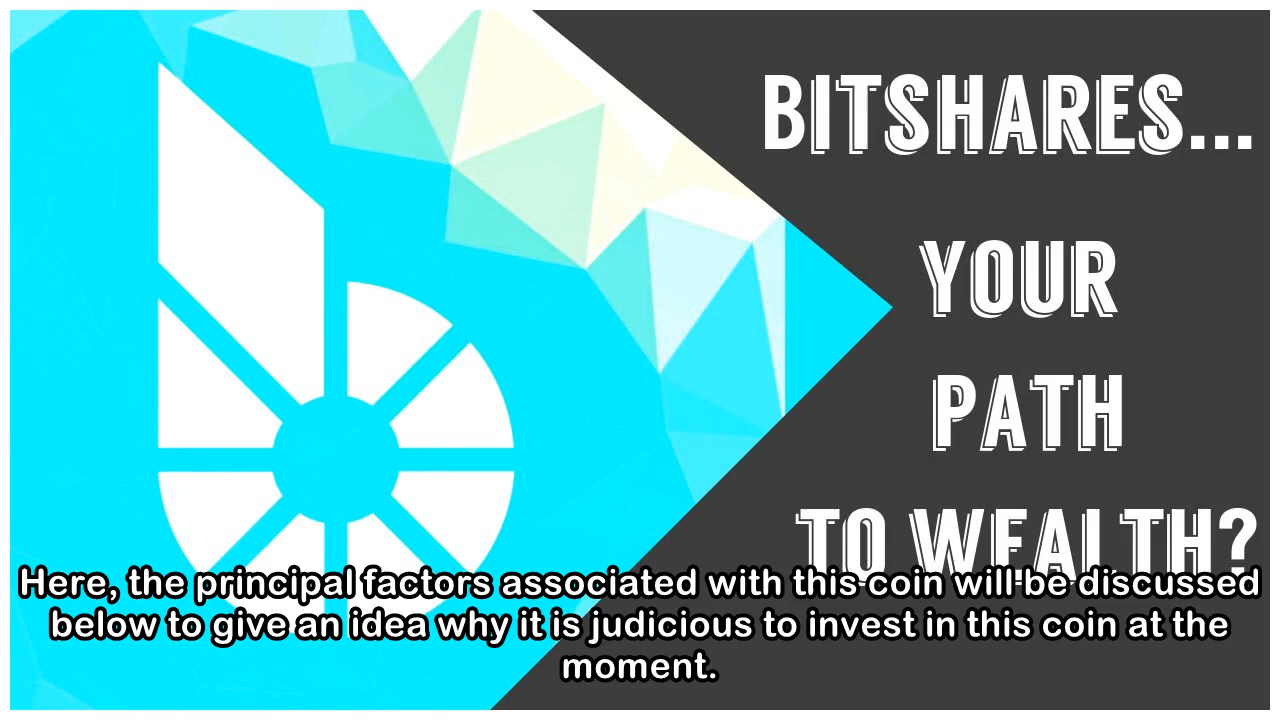 BITSHARES...
YOUR
PATH
TO WEALTH?
Here, the principal factors associated with this coin will be discussed
below to give an idea why it is judicious to invest in this coin at the
moment.